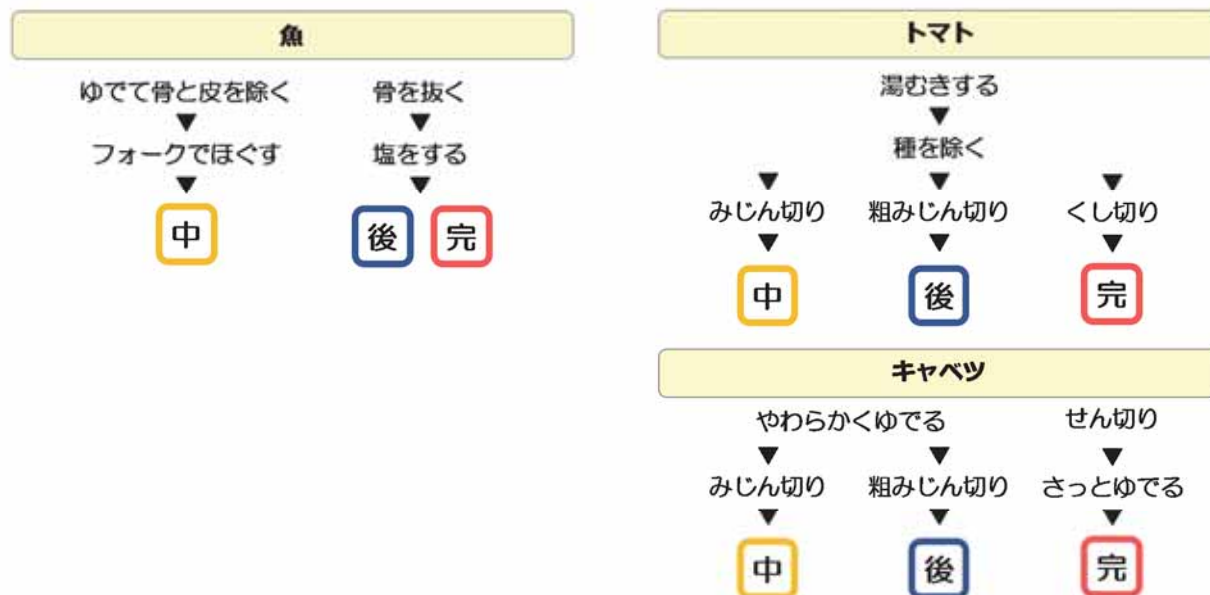 魚
ゆでて骨と皮を除く 骨を抜く
▼ ▼
フォークでほぐす 塩をする
▼ ▼
中 後 完
トマト
湯むきする
▼
種を除く
▼ ▼ ▼
みじん切り 粗みじん切り くし切り
▼ ▼ ▼
中 後 完
キャベツ
やわらかくゆでる せん切り
▼ ▼ ▼
みじん切り 粗みじん切り さっとゆでる
▼ ▼ ▼
中 後 完